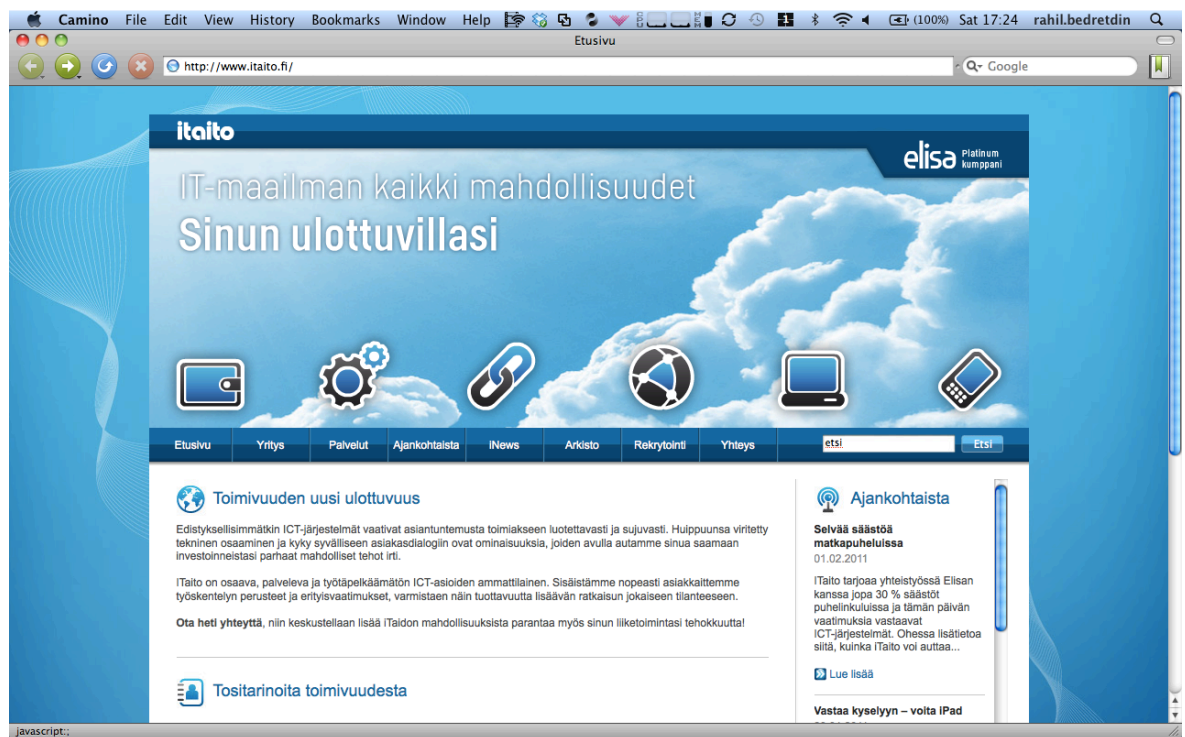 Camino File Edit View History Bookmarks Window Help (100%) Sat 17:24 rahil.bedretdin
Etusivu
http://www.itaito.fi/ Google
itaito
elisa Platinum kumppani
IT-maailman kaikki mahdollisuudet
Sinun ulottuvillasi
Etusivu Yritys Palvelut Ajankohtaista iNews Arkisto Rekrytointi Yhteys etsi Etsi
Toimivuuden uusi ulottuvuus
Edistyksellisimmätkin ICT-järjestelmät vaativat asiantuntemusta toimiakseen luotettavasti ja sujuvasti. Huippuunsa viritetty
tekninen osaaminen ja kyky syvälliseen asiakasdialogiin ovat ominaisuuksia, joiden avulla autamme sinua saamaan
investoinneistasi parhaat mahdolliset tehot irti.
iTaito on osaava, palveleva ja työtäpelkäämätön ICT-asioiden ammattilainen. Sisäistämme nopeasti asiakkaittemme
työskentelyn perusteet ja erityisvaatimukset, varmistaen näin tuottavuutta lisäävän ratkaisun jokaiseen tilanteeseen.
Ota heti yhteyttä, niin keskustellaan lisää iTaidon mahdollisuuksista parantaa myös sinun liiketoimintasi tehokkuutta!
Tositarinoita toimivuudesta
Ajankohtaista
Selvää säästöä
matkapuheluissa
01.02.2011
iTaito tarjoaa yhteistyössä Elisan
kanssa jopa 30 % säästöt
puhelinkuluissa ja tämän päivän
vaatimuksia vastaavat
ICT-järjestelmät. Ohessa lisätietoa
siitä, kuinka iTaito voi auttaa...
Lue lisää
Vastaa kyselyyn – voita iPad
javascript:;